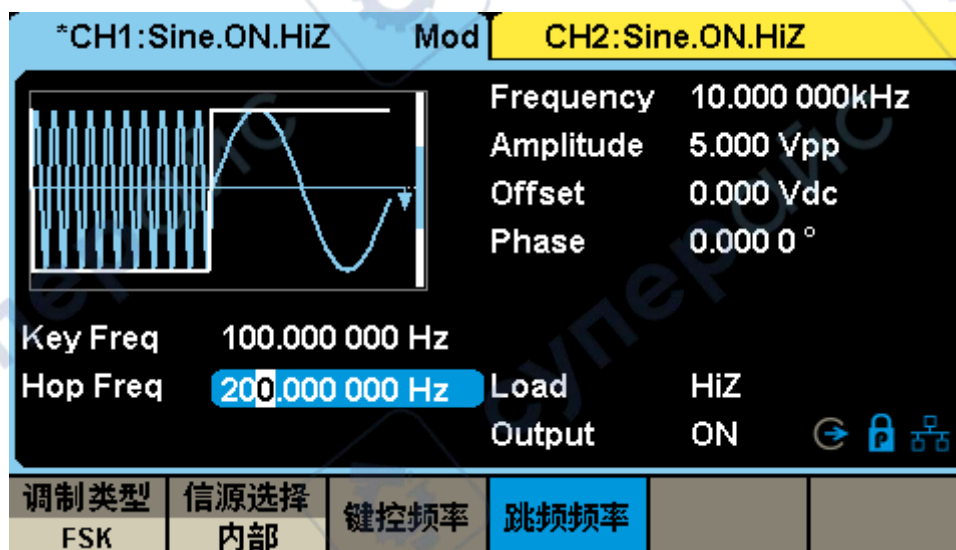 *CH1:Sine.ON.HiZ Mod CH2:Sine.ON.HiZ
Frequency 10.000 000kHz
Amplitude 5.000 Vpp
Offset 0.000 Vdc
Phase 0.000 0 °
Key Freq 100.000 000 Hz
Hop Freq 200.000 000 Hz
Load HiZ
Output ON
P
调制类型 信源选择 键控频率 跳频频率
FSK 内部
суперайс
суперайс